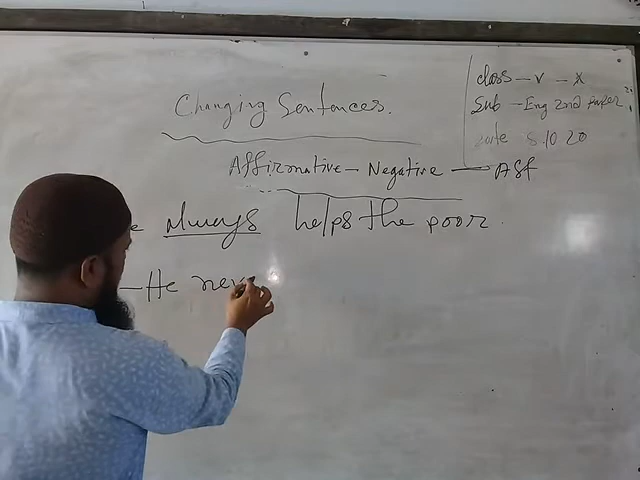 Changing Sentences.
class - V - X
Sub - Eng 2nd paper
Date 5.10 20
Affirmative - Negative - Asf
Always helps the poor.
- He nev